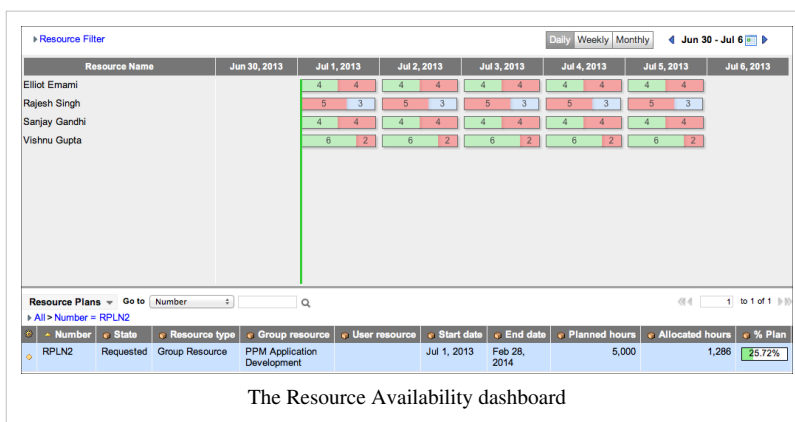 Resource Filter
Daily Weekly Monthly Jun 30 - Jul 6
Resource Name Jun 30, 2013 Jul 1, 2013 Jul 2, 2013 Jul 3, 2013 Jul 4, 2013 Jul 5, 2013 Jul 6, 2013
Elliot Emami 4 4 4 4 4 4 4 4 4 4
Rajesh Singh 5 3 5 3 5 3 5 3 5 3
Sanjay Gandhi 4 4 4 4 4 4 4 4 4 4
Vishnu Gupta 6 2 6 2 6 2 6 2 6 2
Resource Plans Go to Number 1 to 1 of 1
All > Number = RPLN2
Number State Resource type Group resource User resource Start date End date Planned hours Allocated hours % Plan
RPLN2 Requested Group Resource PPM Application Jul 1, 2013 Feb 28, 5,000 1,286 25.72%
Development 2014
The Resource Availability dashboard